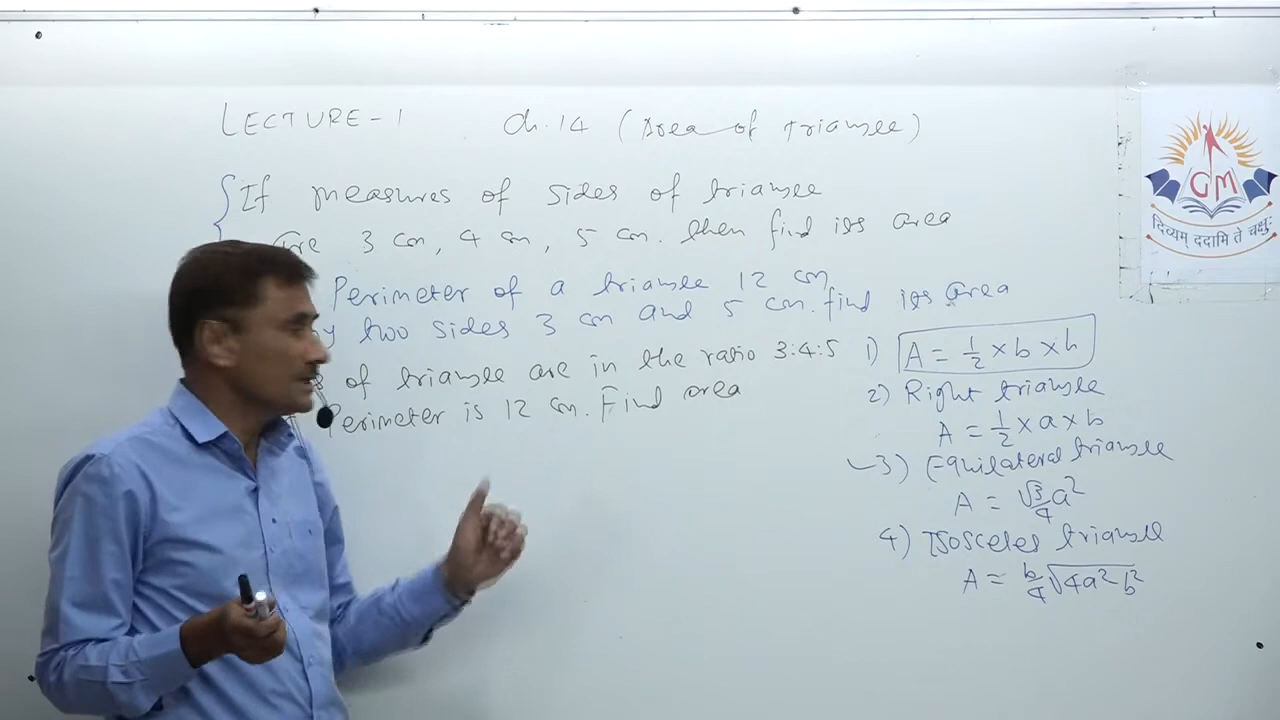 LECTURE-1 Ch.14 (Area of triangle)
If measures of sides of triangle
are 3 cm, 4 cm, 5 cm. then find its area
Perimeter of a triangle 12 cm
two sides 3 cm and 5 cm. find its area
of triangle are in the ratio 3:4:5
Perimeter is 12 cm. Find area
1) A = 1/2 × b × h
2) Right triangle
A = 1/2 × a × b
3) Equilateral triangle
A = √3/4 a²
4) Isosceles triangle
A = b/4 √4a² b²
GM
दिव्यम् ददामि ते चक्षुः